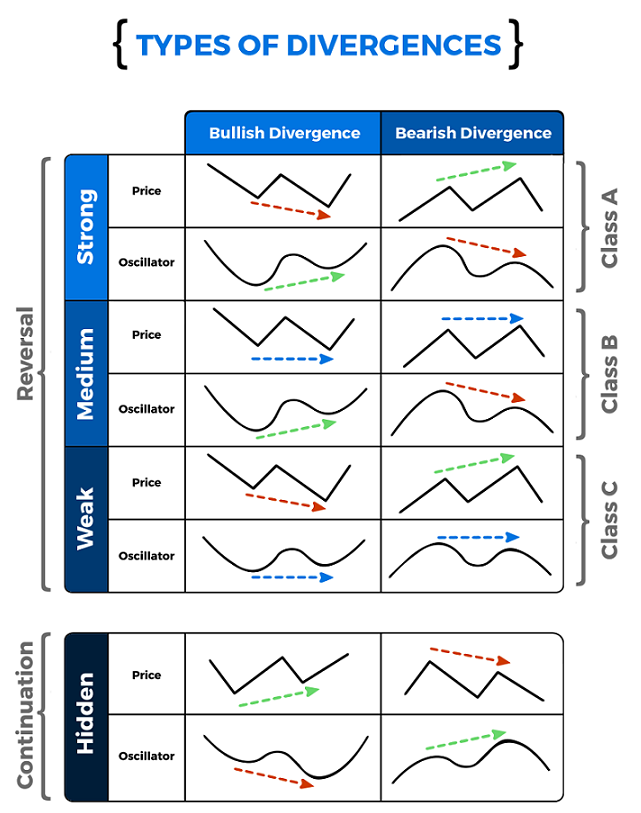 { TYPES OF DIVERGENCES }
Bullish Divergence
Bearish Divergence
Reversal
Strong
Price
Oscillator
Class A
Medium
Price
Oscillator
Class B
Weak
Price
Oscillator
Class C
Continuation
Hidden
Price
Oscillator